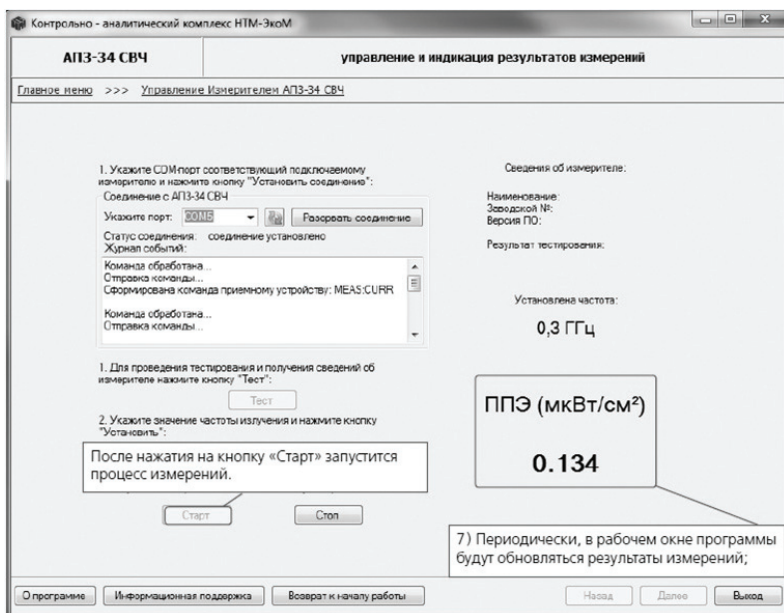 Контрольно - аналитический комплекс НТМ-ЭкоМ
АПЗ-34 СВЧ
управление и индикация результатов измерений
Главное меню >>> Управление Измерителем АПЗ-34 СВЧ
1. Укажите COM-порт соответствующий подключаемому
измерителю и нажмите кнопку "Установить соединение":
Соединение с АПЗ-34 СВЧ
Укажите порт: COM5 Разорвать соединение
Статус соединения: соединение установлено
Журнал событий:
Команда обработана...
Отправка команды...
Сформирована команда приемному устройству: MEAS:CURR
Команда обработана...
Отправка команды...
1. Для проведения тестирования и получения сведений об
измерителе нажмите кнопку "Тест":
Тест
2. Укажите значение частоты излучения и нажмите кнопку
"Установить":
После нажатия на кнопку «Старт» запустится
процесс измерений.
Старт Стоп
Сведения об измерителе:
Наименование:
Заводской №:
Версия ПО:
Результат тестирования:
Установлена частота:
0,3 ГГц
ППЭ (мкВт/см²)
0.134
7) Периодически, в рабочем окне программы
будут обновляться результаты измерений;
О программе Информационная поддержка Возврат к началу работы Назад Далее Выход